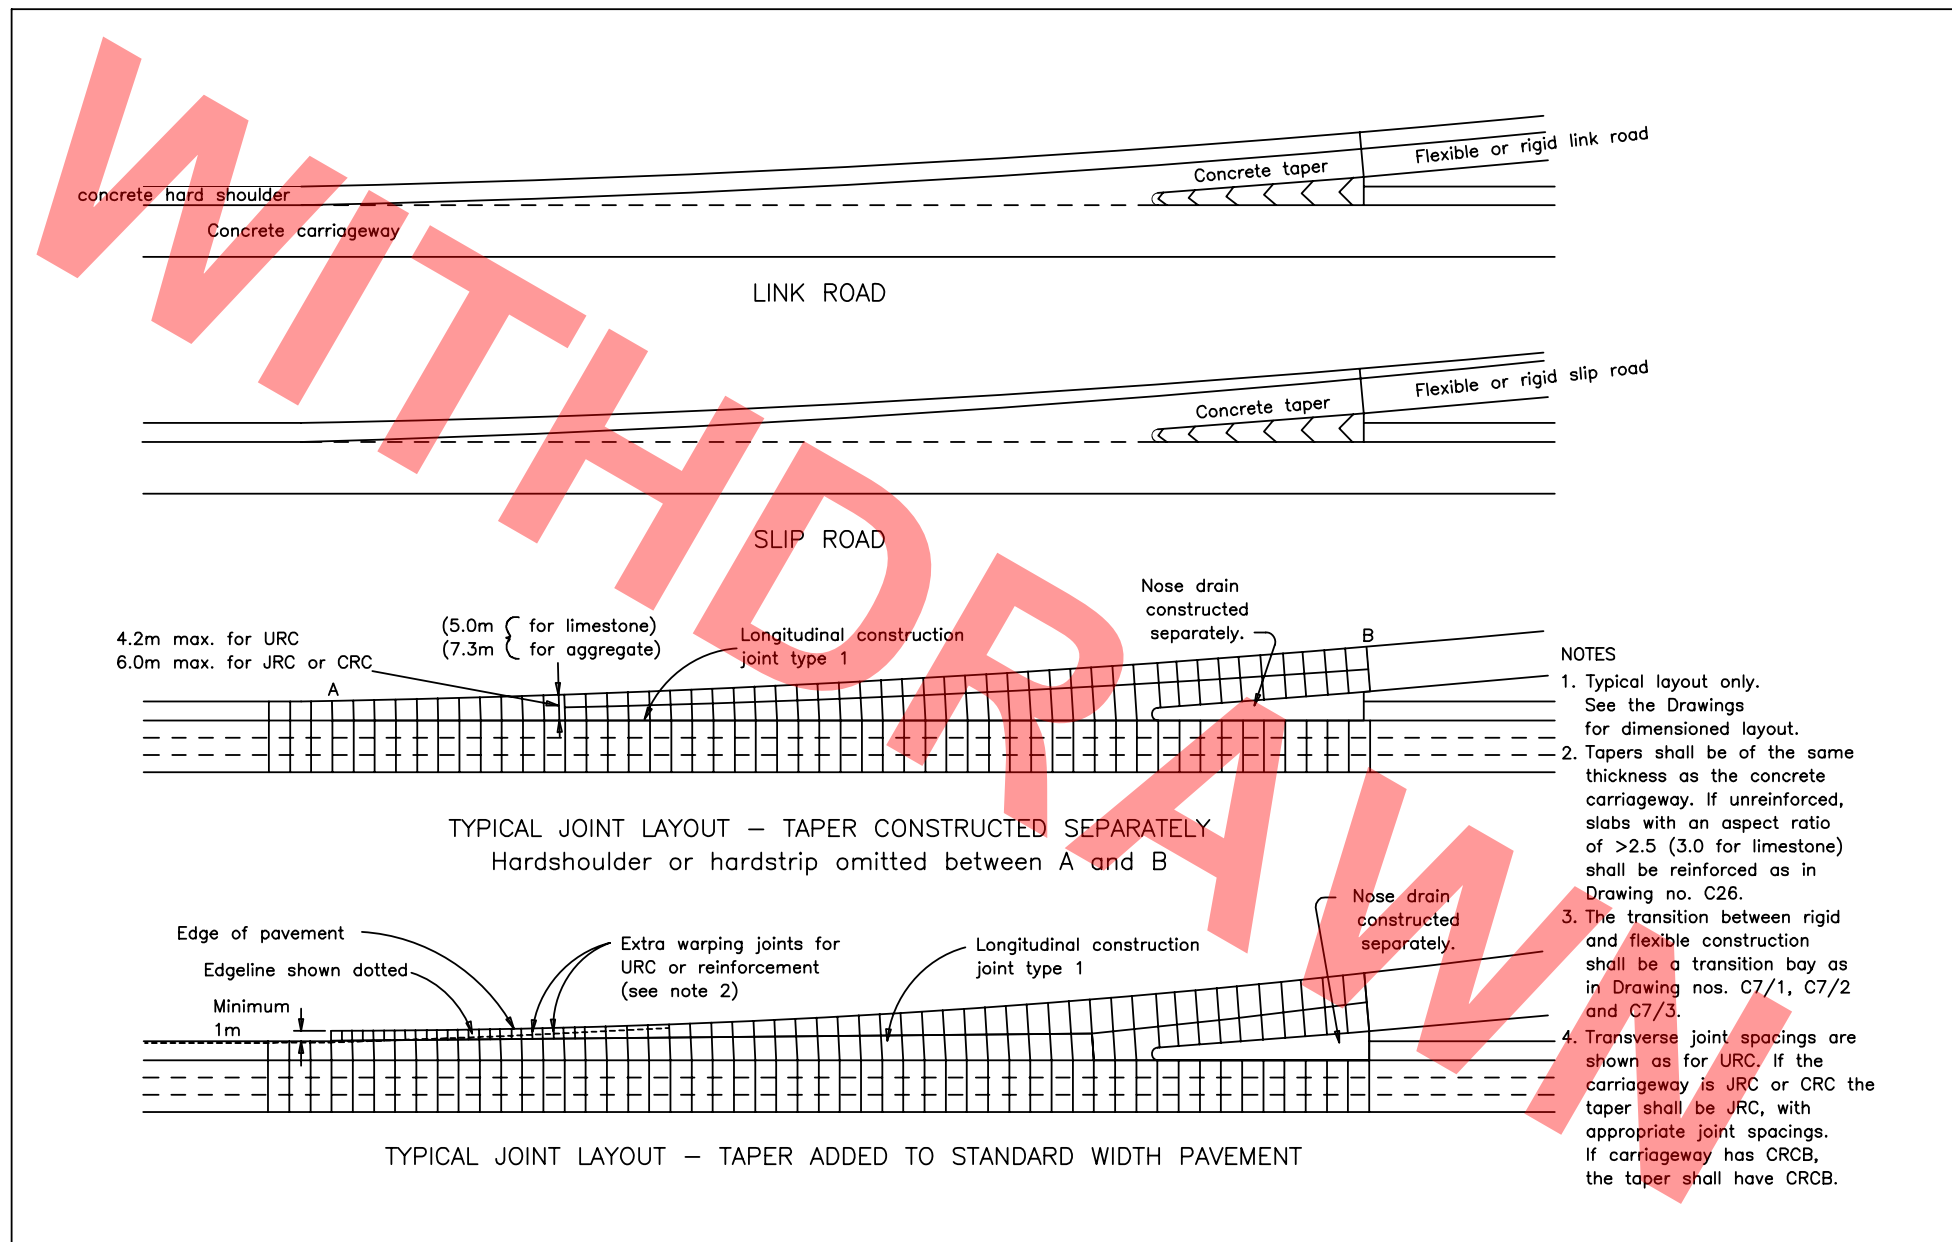 concrete hard shoulder
Concrete carriageway
Concrete taper
Flexible or rigid link road
LINK ROAD
Concrete taper
Flexible or rigid slip road
SLIP ROAD
4.2m max. for URC
6.0m max. for JRC or CRC
A
(5.0m { for limestone)
(7.3m { for aggregate)
Longitudinal construction
joint type 1
Nose drain
constructed
separately.
B
TYPICAL JOINT LAYOUT – TAPER CONSTRUCTED SEPARATELY
Hardshoulder or hardstrip omitted between A and B
Edge of pavement
Edgeline shown dotted
Minimum
1m
Extra warping joints for
URC or reinforcement
(see note 2)
Longitudinal construction
joint type 1
Nose drain
constructed
separately.
TYPICAL JOINT LAYOUT – TAPER ADDED TO STANDARD WIDTH PAVEMENT
NOTES
1. Typical layout only.
See the Drawings
for dimensioned layout.
2. Tapers shall be of the same
thickness as the concrete
carriageway. If unreinforced,
slabs with an aspect ratio
of >2.5 (3.0 for limestone)
shall be reinforced as in
Drawing no. C26.
3. The transition between rigid
and flexible construction
shall be a transition bay as
in Drawing nos. C7/1, C7/2
and C7/3.
4. Transverse joint spacings are
shown as for URC. If the
carriageway is JRC or CRC the
taper shall be JRC, with
appropriate joint spacings.
If carriageway has CRCB,
the taper shall have CRCB.
WITHDRAWN